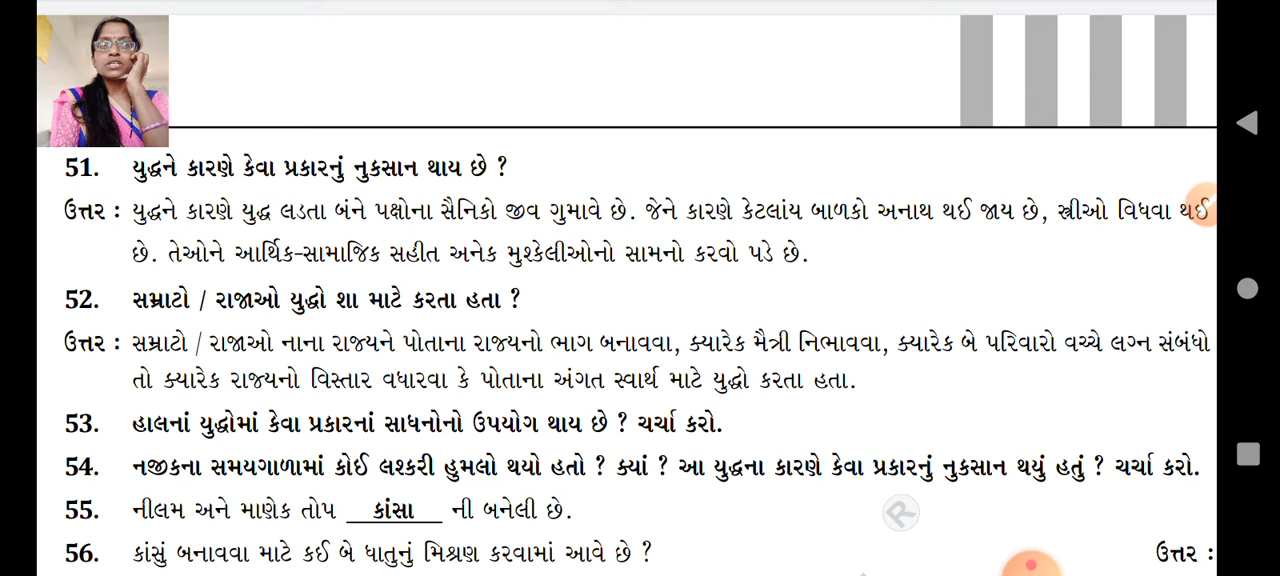 51. યુદ્ધને કારણે કેવા પ્રકારનું નુકસાન થાય છે ?
ઉત્તર : યુદ્ધને કારણે યુદ્ધ લડતા બંને પક્ષોના સૈનિકો જીવ ગુમાવે છે. જેને કારણે કેટલાંય બાળકો અનાથ થઈ જાય છે, સ્ત્રીઓ વિધવા થઈ
છે. તેઓને આર્થિક-સામાજિક સહીત અનેક મુશ્કેલીઓનો સામનો કરવો પડે છે.
52. સમ્રાટો / રાજાઓ યુદ્ધો શા માટે કરતા હતા ?
ઉત્તર : સમ્રાટો / રાજાઓ નાના રાજ્યને પોતાના રાજ્યનો ભાગ બનાવવા, ક્યારેક મૈત્રી નિભાવવા, ક્યારેક બે પરિવારો વચ્ચે લગ્ન સંબંધો
તો ક્યારેક રાજ્યનો વિસ્તાર વધારવા કે પોતાના અંગત સ્વાર્થ માટે યુદ્ધો કરતા હતા.
53. હાલનાં યુદ્ધોમાં કેવા પ્રકારનાં સાધનોનો ઉપયોગ થાય છે ? ચર્ચા કરો.
54. નજીકના સમયગાળામાં કોઈ લશ્કરી હુમલો થયો હતો ? ક્યાં ? આ યુદ્ધના કારણે કેવા પ્રકારનું નુકસાન થયું હતું ? ચર્ચા કરો.
55. નીલમ અને માણેક તોપ કાંસા ની બનેલી છે.
56. કાંસું બનાવવા માટે કઈ બે ધાતુનું મિશ્રણ કરવામાં આવે છે ? ઉત્તર :
R